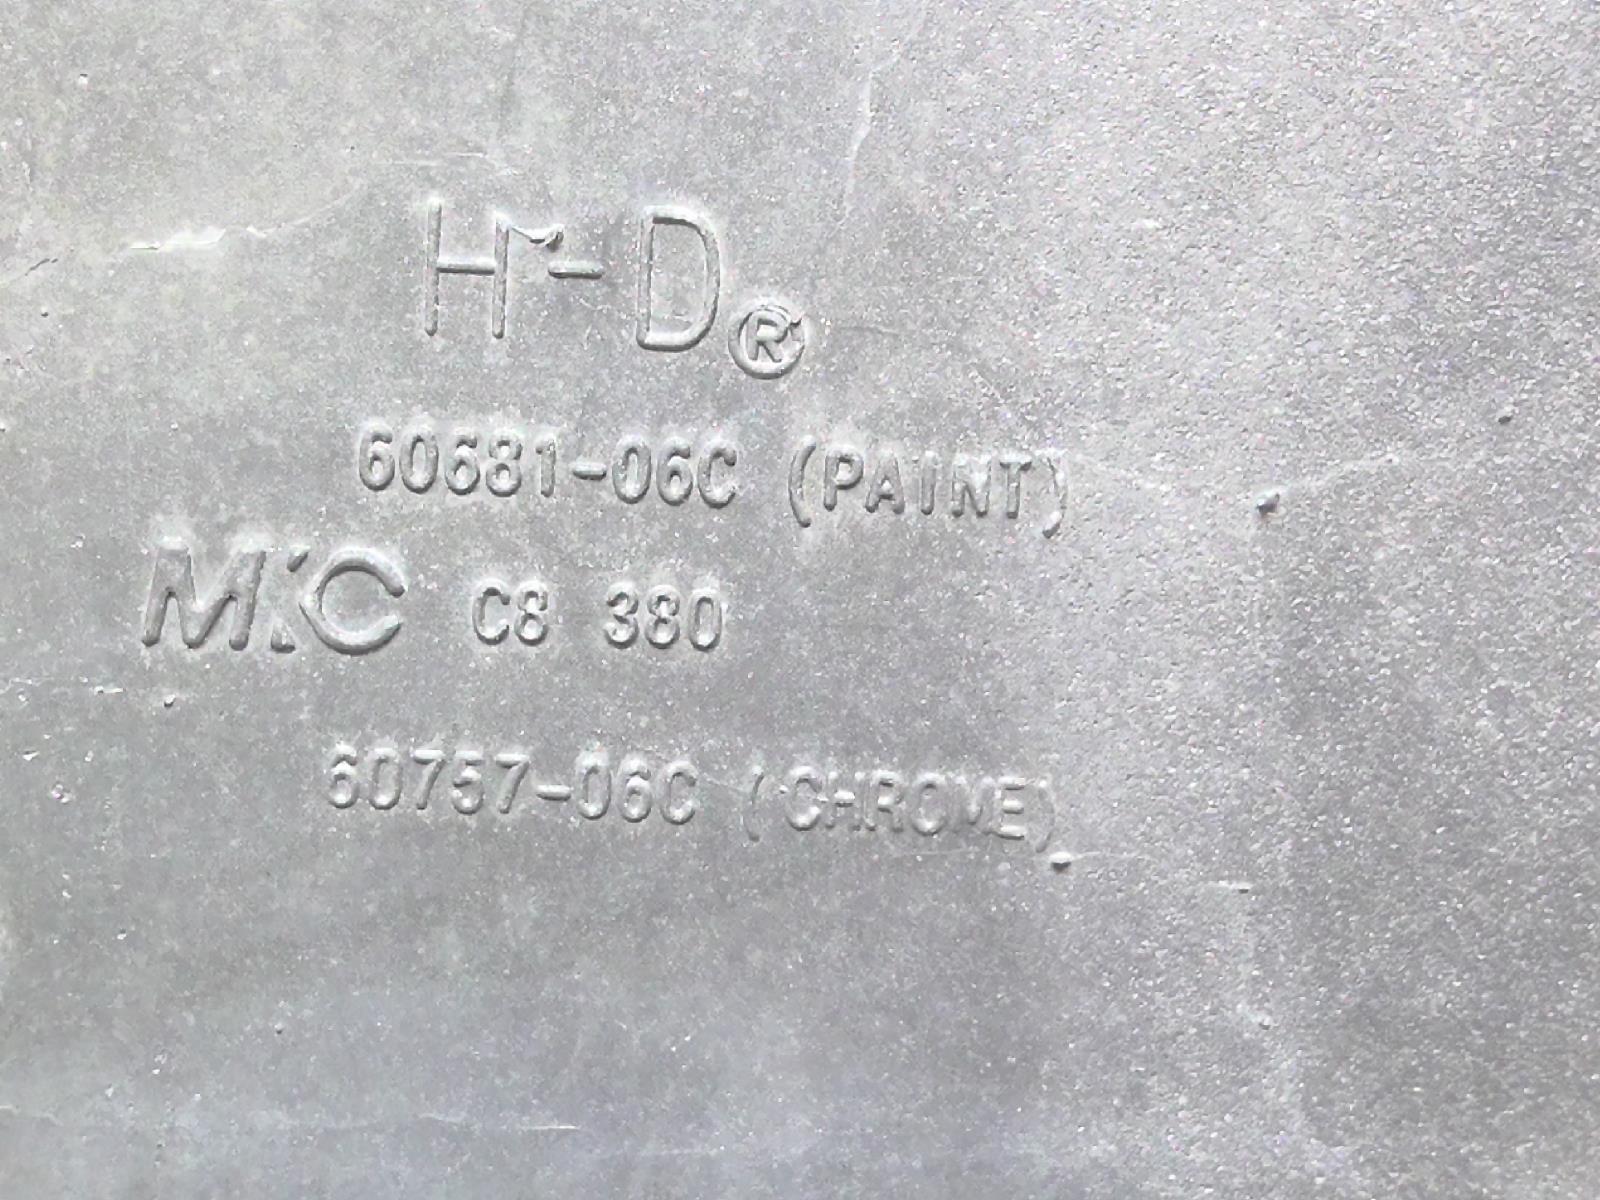 H-D®
60681-06C (PAINT)
MKC C8 380
60757-06C (CHROME)